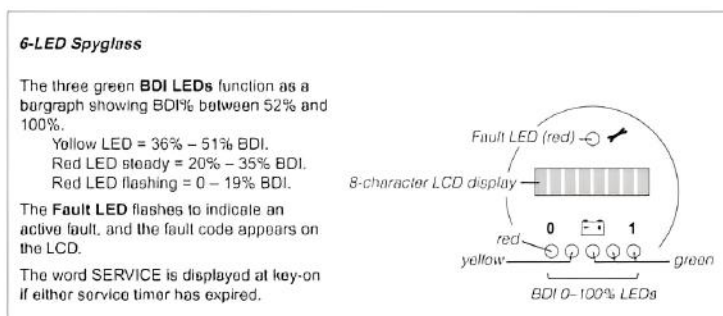 6-LED Spyglass
The three green BDI LEDs function as a
bargraph showing BDI% between 52% and
100%.
Yellow LED = 36% – 51% BDI.
Red LED steady = 20% – 35% BDI.
Red LED flashing = 0 – 19% BDI.
The Fault LED flashes to indicate an
active fault, and the fault code appears on
the LCD.
The word SERVICE is displayed at key-on
if either service timer has expired.
Fault LED (red)
8-character LCD display
0 1
red
yellow
green
BDI 0–100% LEDs